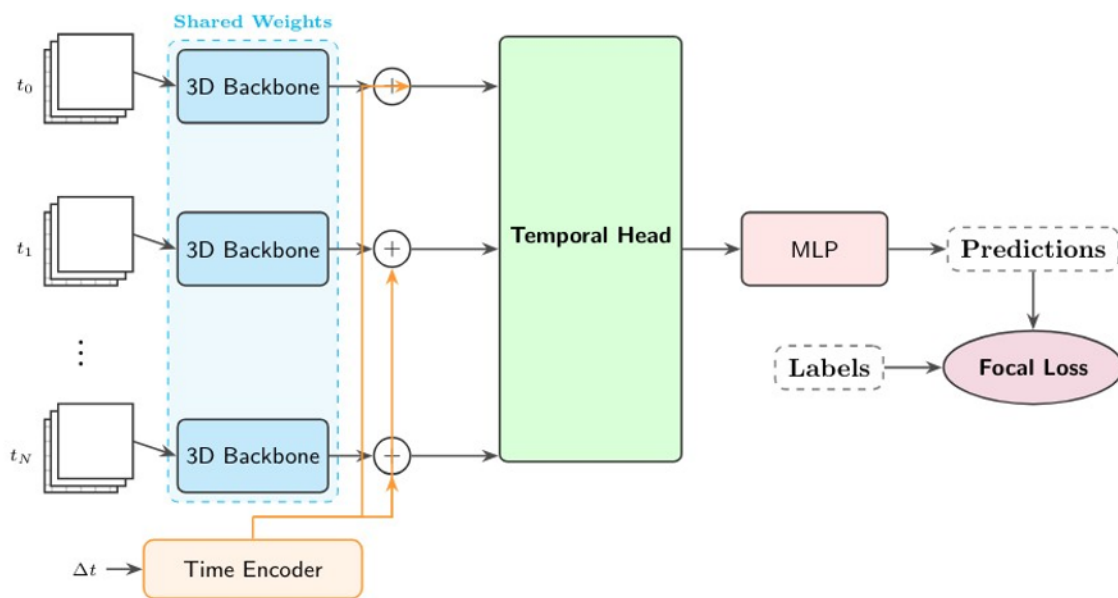 Shared Weights
t₀
3D Backbone
+
t₁
3D Backbone
+
⋮
t_N
3D Backbone
+
Δt
Time Encoder
Temporal Head
MLP
Predictions
Labels
Focal Loss